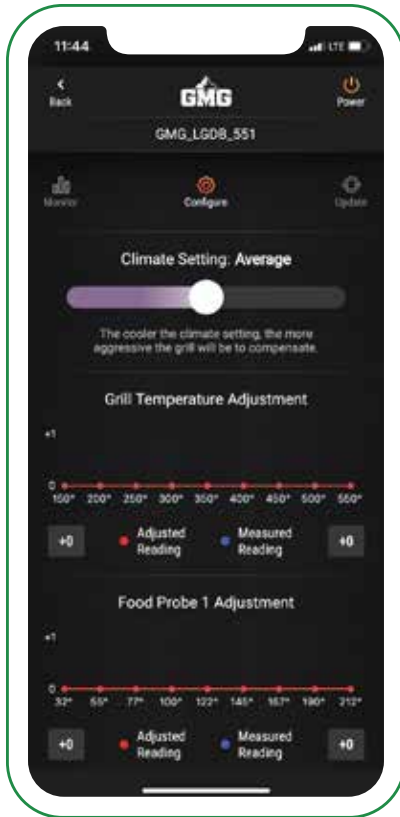 11:44
LTE
Back
GMG
Power
GMG_LGDB_551
Monitor
Configure
Update
Climate Setting: Average
The cooler the climate setting, the more
aggressive the grill will be to compensate.
Grill Temperature Adjustment
+1
0
150° 200° 250° 300° 350° 400° 450° 500° 550°
+0
Adjusted
Reading
Measured
Reading
+0
Food Probe 1 Adjustment
+1
0
32° 55° 77° 100° 122° 145° 167° 190° 212°
+0
Adjusted
Reading
Measured
Reading
+0